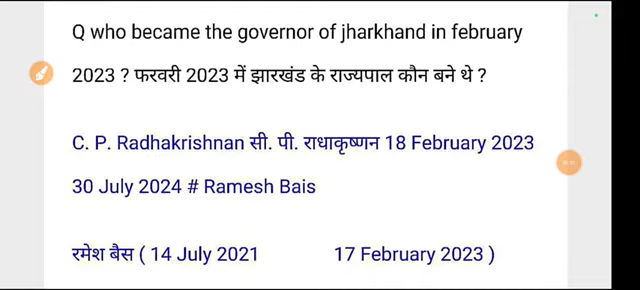 Q who became the governor of jharkhand in february
2023 ? फरवरी 2023 में झारखंड के राज्यपाल कौन बने थे ?
C. P. Radhakrishnan सी. पी. राधाकृष्णन 18 February 2023
30 July 2024 # Ramesh Bais
रमेश बैस ( 14 July 2021 17 February 2023 )